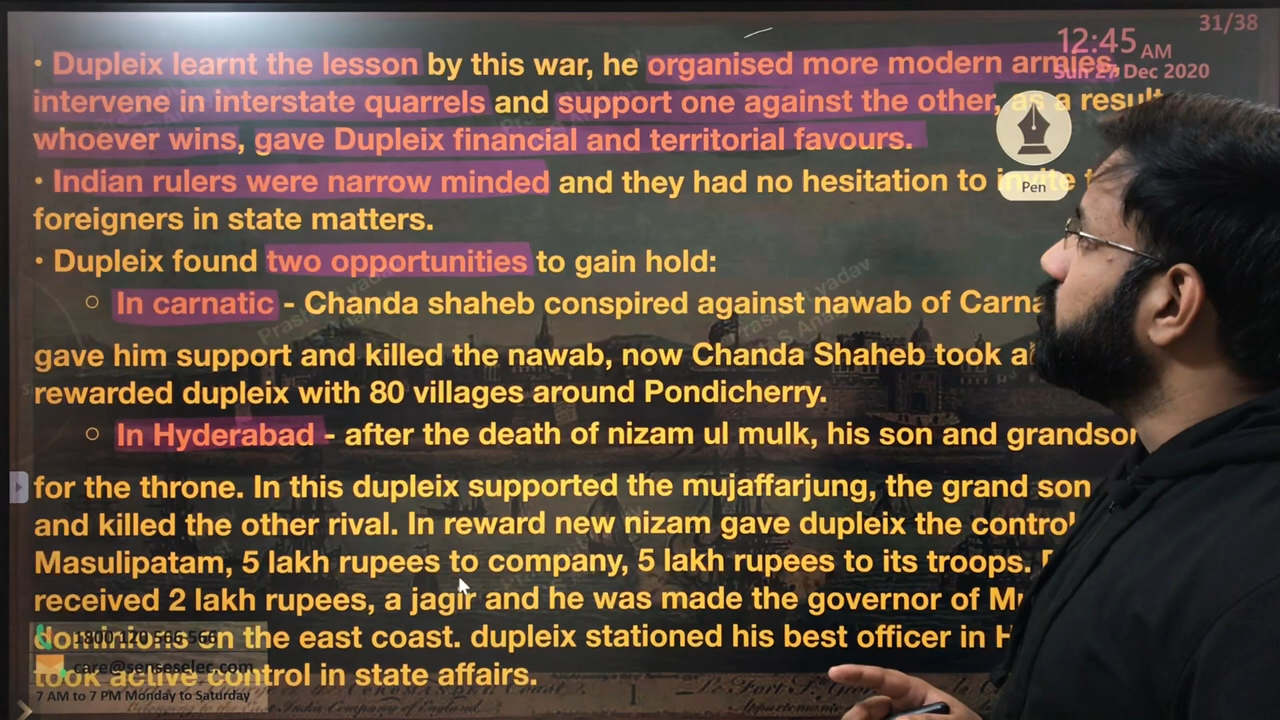 31/38
12:45 AM
Sun 27 Dec 2020
• Dupleix learnt the lesson by this war, he organised more modern armies,
intervene in interstate quarrels and support one against the other, as a result
whoever wins, gave Dupleix financial and territorial favours.
Pen
• Indian rulers were narrow minded and they had no hesitation to invite
foreigners in state matters.
• Dupleix found two opportunities to gain hold:
○ In carnatic - Chanda shaheb conspired against nawab of
gave him support and killed the nawab, now Chanda Shaheb took
rewarded dupleix with 80 villages around Pondicherry.
○ In Hyderabad - after the death of nizam ul mulk, his son and grandson
for the throne. In this dupleix supported the mujaffarjung, the grand son
and killed the other rival. In reward new nizam gave dupleix the control
Masulipatam, 5 lakh rupees to company, 5 lakh rupees to its troops.
received 2 lakh rupees, a jagir and he was made the governor of
dominions on the east coast. dupleix stationed his best officer in
took active control in state affairs.
1800 120 566 566
care@senseselec.com
7 AM to 7 PM Monday to Saturday